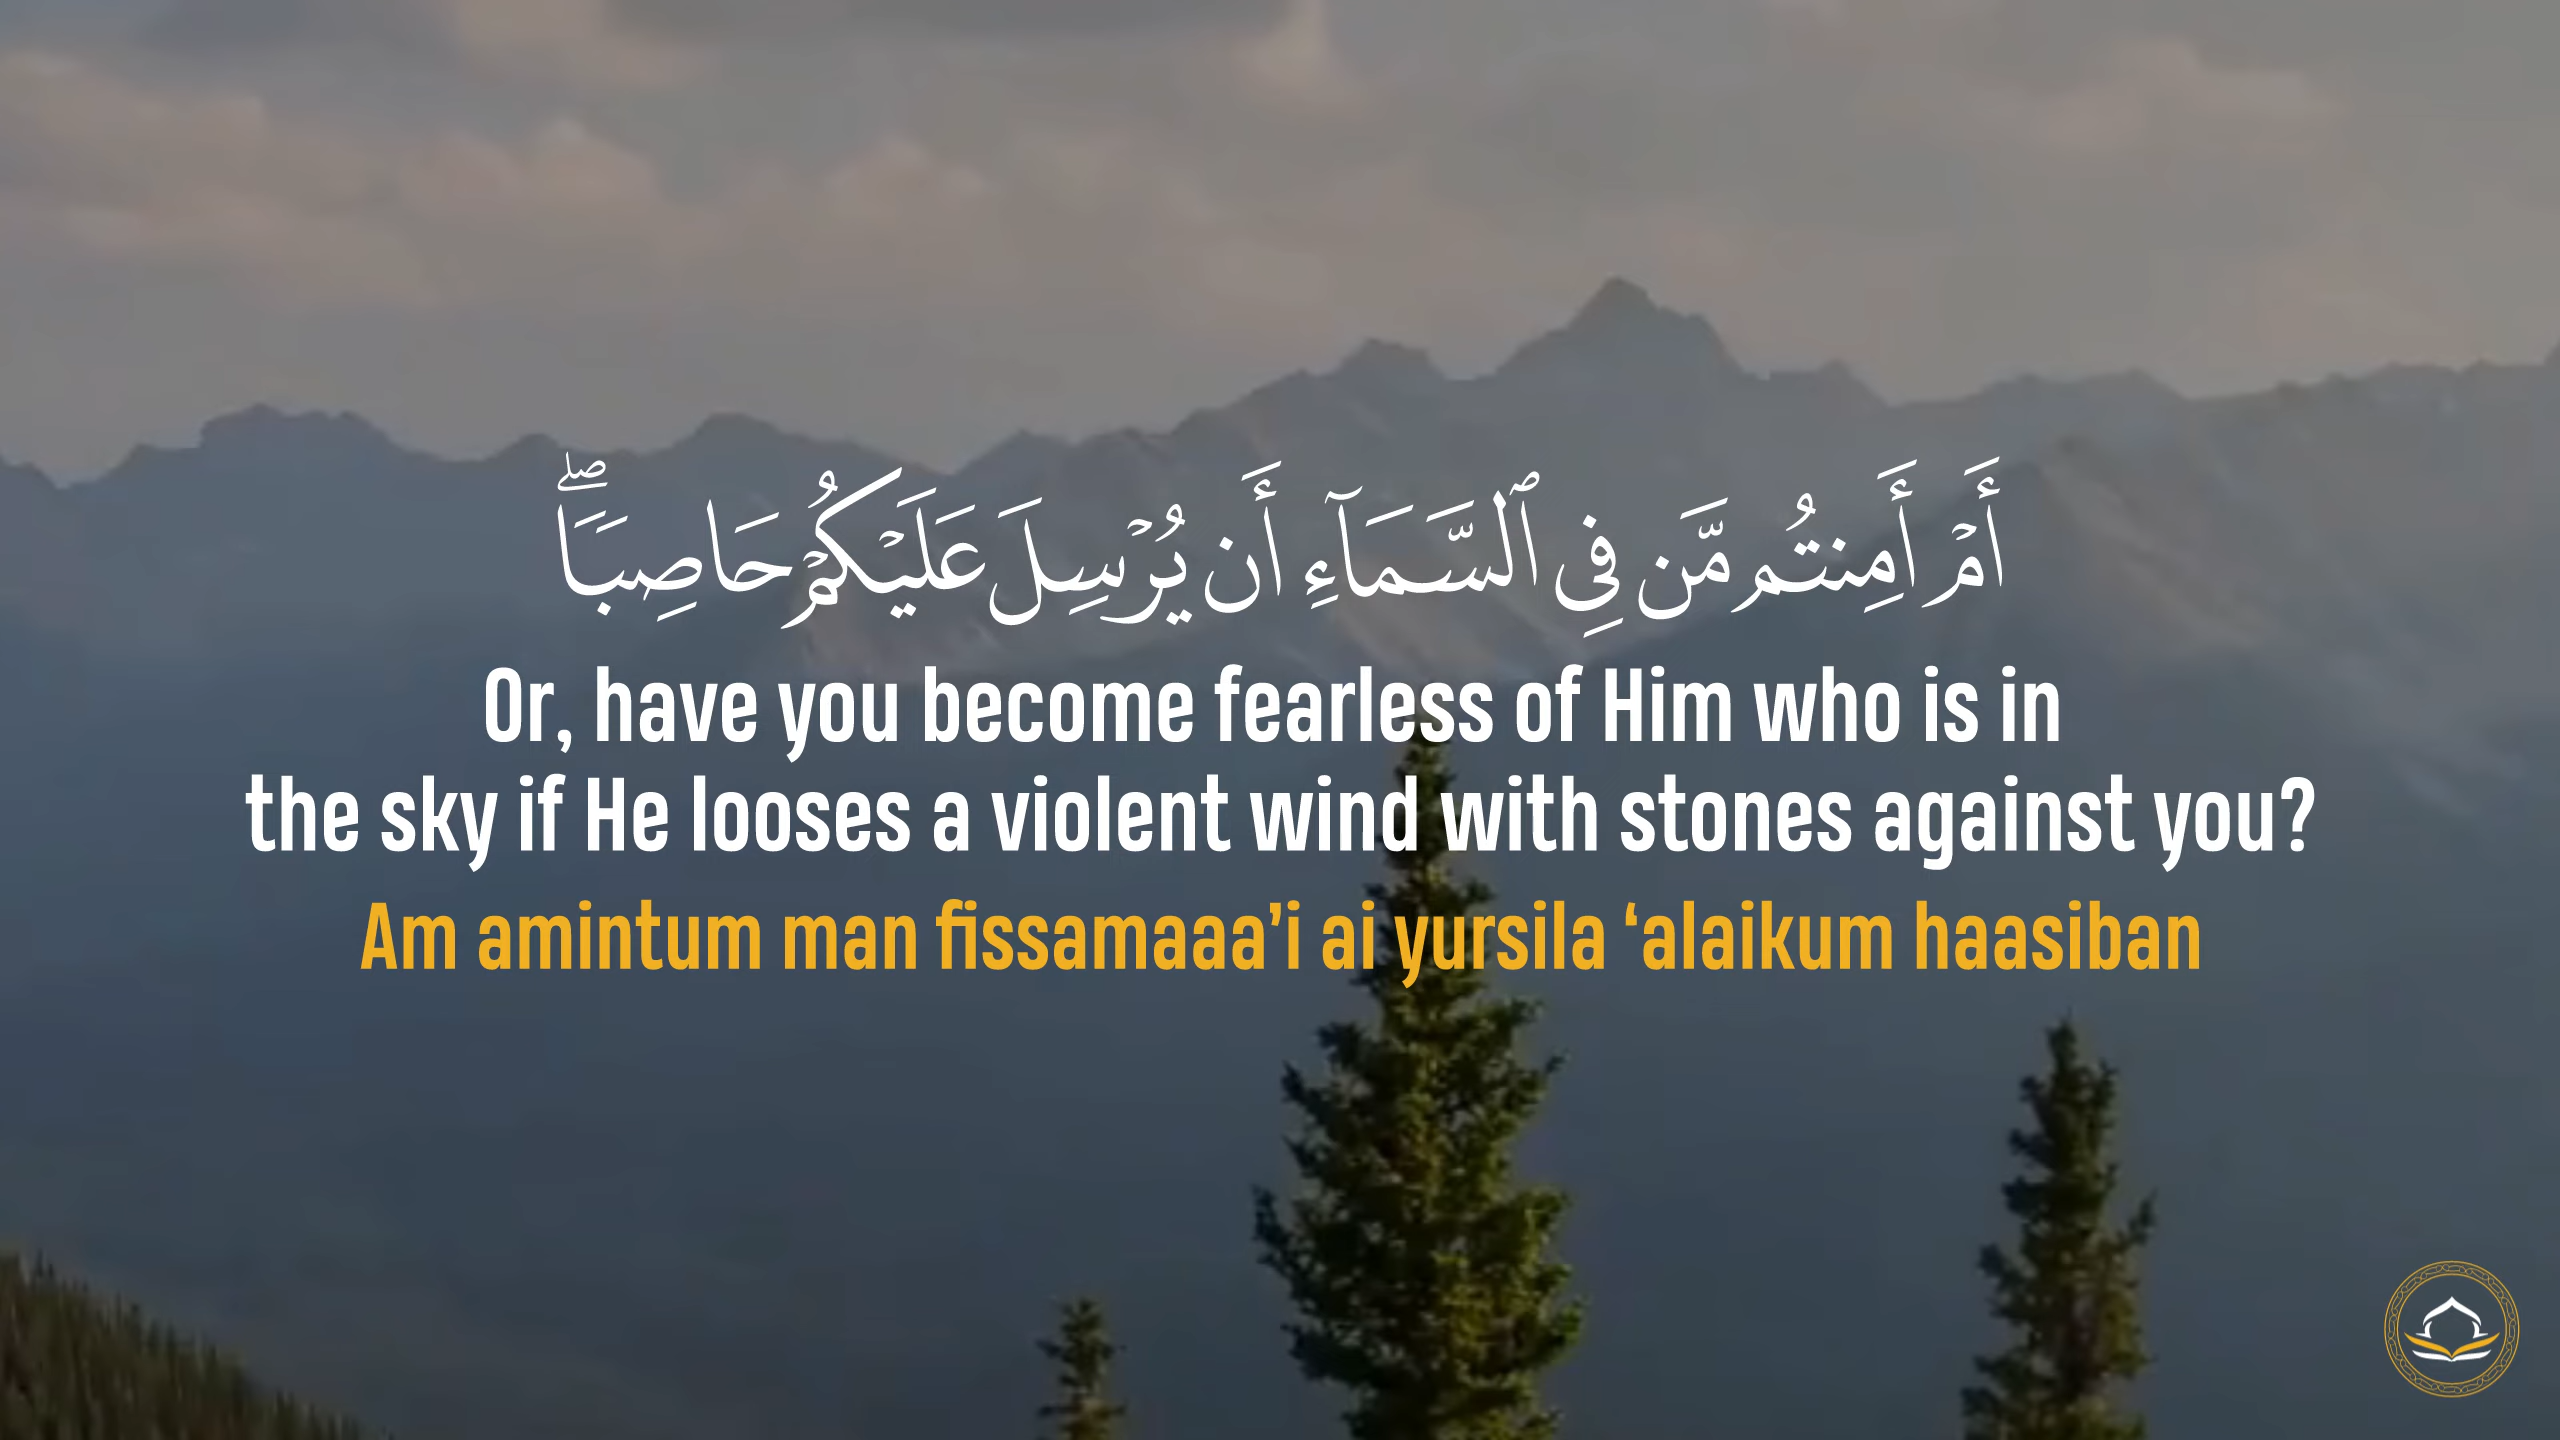 أَمْ أَمِنتُم مَّن فِي ٱلسَّمَآءِ أَن يُرْسِلَ عَلَيْكُمْ حَاصِبًاۖ
Or, have you become fearless of Him who is in
the sky if He looses a violent wind with stones against you?
Am amintum man fissamaaa’i ai yursila ‘alaikum haasiban